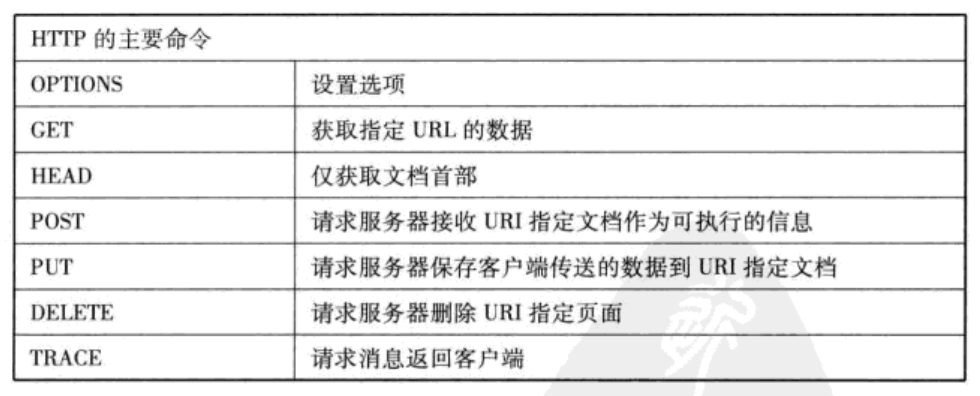 HTTP 的主要命令
OPTIONS 设置选项
GET 获取指定 URL 的数据
HEAD 仅获取文档首部
POST 请求服务器接收 URI 指定文档作为可执行的信息
PUT 请求服务器保存客户端传送的数据到 URI 指定文档
DELETE 请求服务器删除 URI 指定页面
TRACE 请求消息返回客户端